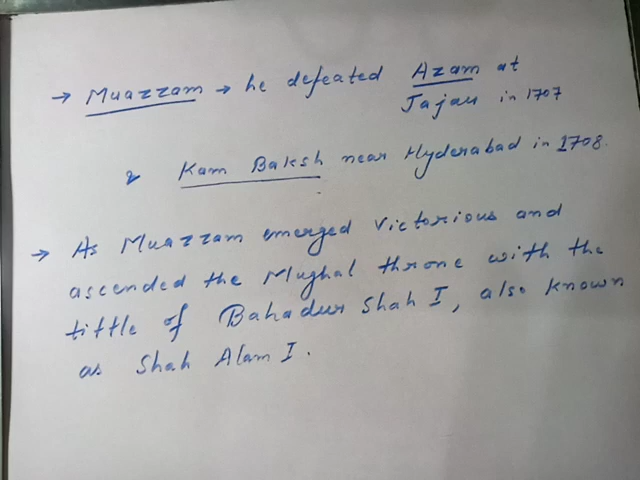 → Muazzam → he defeated Azam at
Jajau in 1707
& Kam Baksh near Hyderabad in 1708.
→ As Muazzam emerged victorious and
ascended the Mughal throne with the
tittle of Bahadur Shah I, also known
as Shah Alam I.